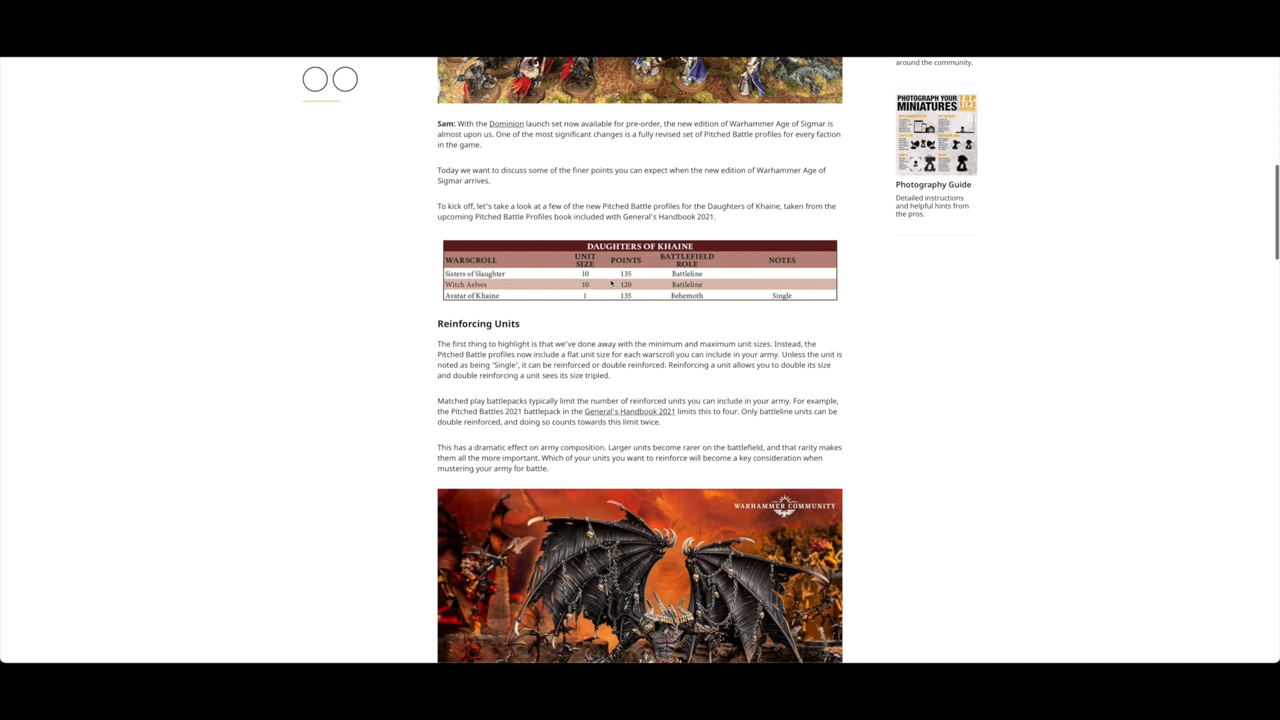 around the community.
PHOTOGRAPH YOUR
MINIATURES
TOP
TIPS
Photography Guide
Detailed instructions
and helpful hints from
the pros.
Sam: With the Dominion launch set now available for pre-order, the new edition of Warhammer Age of Sigmar is
almost upon us. One of the most significant changes is a fully revised set of Pitched Battle profiles for every faction
in the game.
Today we want to discuss some of the finer points you can expect when the new edition of Warhammer Age of
Sigmar arrives.
To kick off, let's take a look at a few of the new Pitched Battle profiles for the Daughters of Khaine, taken from the
upcoming Pitched Battle Profiles book included with General's Handbook 2021.
DAUGHTERS OF KHAINE
WARSCROLL UNIT SIZE POINTS BATTLEFIELD ROLE NOTES
Sisters of Slaughter 10 135 Battleline
Witch Aelves 10 120 Battleline
Avatar of Khaine 1 135 Behemoth Single
Reinforcing Units
The first thing to highlight is that we've done away with the minimum and maximum unit sizes. Instead, the
Pitched Battle profiles now include a flat unit size for each warscroll you can include in your army. Unless the unit is
noted as being 'Single', it can be reinforced or double reinforced. Reinforcing a unit allows you to double its size
and double reinforcing a unit sees its size tripled.
Matched play battlepacks typically limit the number of reinforced units you can include in your army. For example,
the Pitched Battles 2021 battlepack in the General's Handbook 2021 limits this to four. Only battleline units can be
double reinforced, and doing so counts towards this limit twice.
This has a dramatic effect on army composition. Larger units become rarer on the battlefield, and that rarity makes
them all the more important. Which of your units you want to reinforce will become a key consideration when
mustering your army for battle.
WARHAMMER COMMUNITY